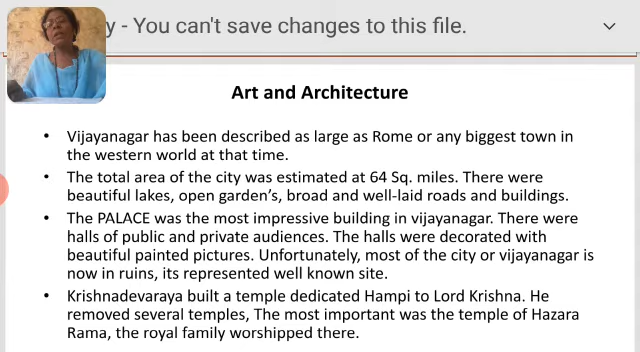 y - You can't save changes to this file.
Art and Architecture
• Vijayanagar has been described as large as Rome or any biggest town in
the western world at that time.
• The total area of the city was estimated at 64 Sq. miles. There were
beautiful lakes, open garden's, broad and well-laid roads and buildings.
• The PALACE was the most impressive building in vijayanagar. There were
halls of public and private audiences. The halls were decorated with
beautiful painted pictures. Unfortunately, most of the city or vijayanagar is
now in ruins, its represented well known site.
• Krishnadevaraya built a temple dedicated Hampi to Lord Krishna. He
removed several temples, The most important was the temple of Hazara
Rama, the royal family worshipped there.